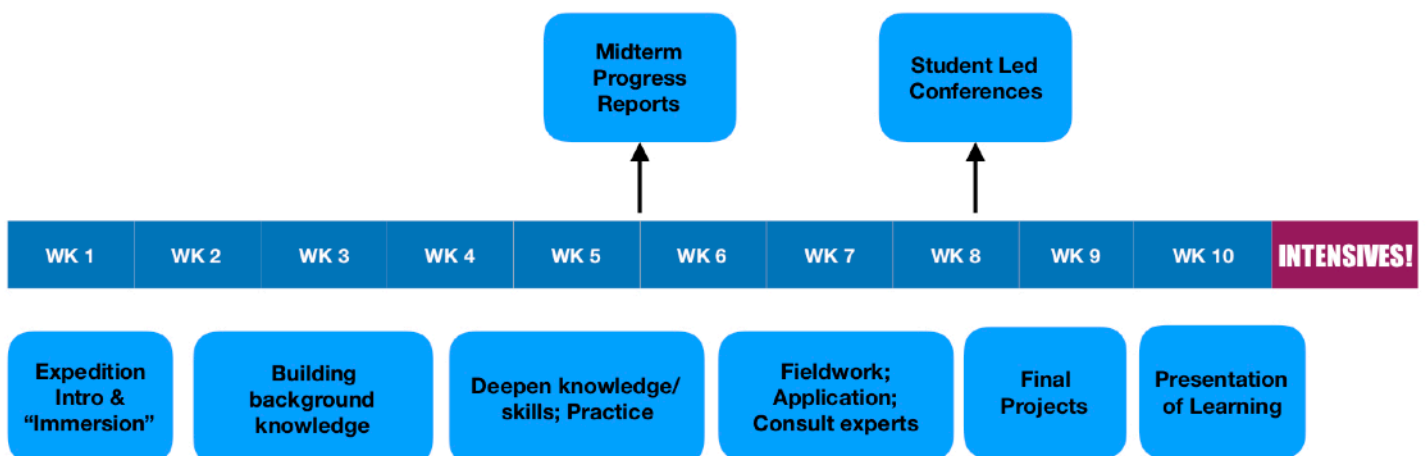 Midterm
Progress
Reports
Student Led
Conferences
WK 1
WK 2
WK 3
WK 4
WK 5
WK 6
WK 7
WK 8
WK 9
WK 10
INTENSIVES!
Expedition
Intro &
“Immersion”
Building
background
knowledge
Deepen knowledge/
skills; Practice
Fieldwork;
Application;
Consult experts
Final
Projects
Presentation
of Learning